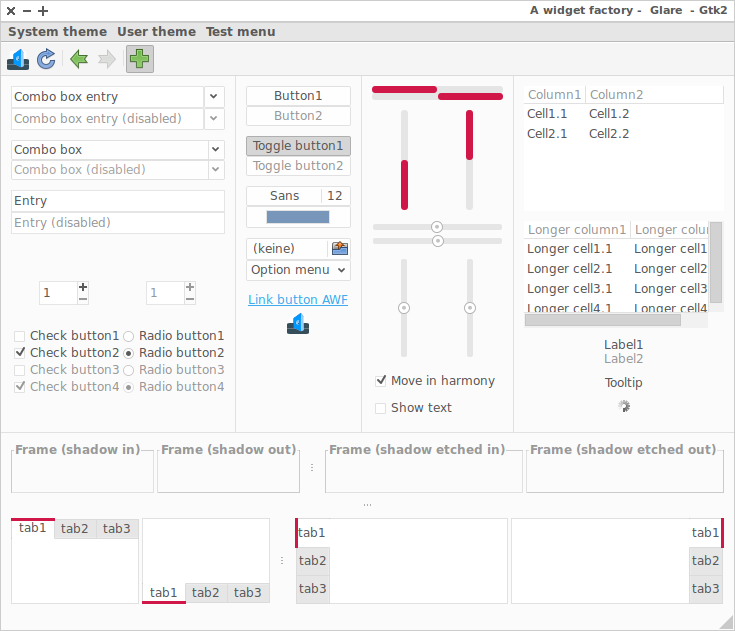 A widget factory - Glare - Gtk2
System theme User theme Test menu
Combo box entry
Combo box entry (disabled)
Combo box
Combo box (disabled)
Entry
Entry (disabled)
1
1
Check button1 Radio button1
Check button2 Radio button2
Check button3 Radio button3
Check button4 Radio button4
Button1
Button2
Toggle button1
Toggle button2
Sans 12
(keine)
Option menu
Link button AWF
Move in harmony
Show text
Column1 Column2
Cell1.1 Cell1.2
Cell2.1 Cell2.2
Longer column1 Longer colu
Longer cell1.1 Longer cell1
Longer cell2.1 Longer cell2
Longer cell3.1 Longer cell3
Longer cell4.1 Longer cell4
Label1
Label2
Tooltip
Frame (shadow in) Frame (shadow out) Frame (shadow etched in) Frame (shadow etched out)
tab1 tab2 tab3
tab1 tab2 tab3
tab1
tab2
tab3
tab1
tab2
tab3